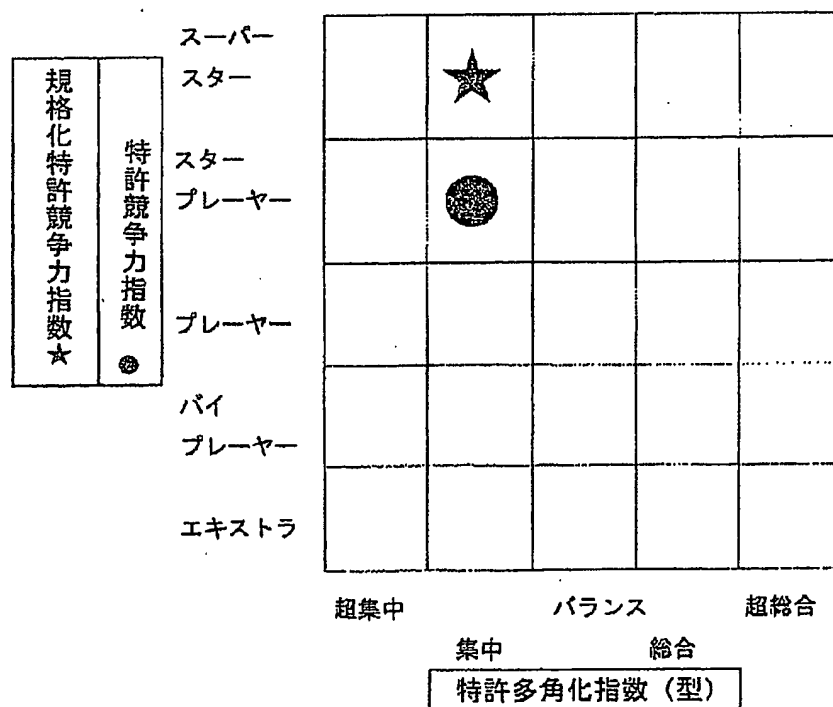 規格化特許競争力指数☆
特許競争力指数 ●
スーパー
スター
スター
プレーヤー
プレーヤー
バイ
プレーヤー
エキストラ
超集中
集中
バランス
総合
超総合
特許多角化指数（型）